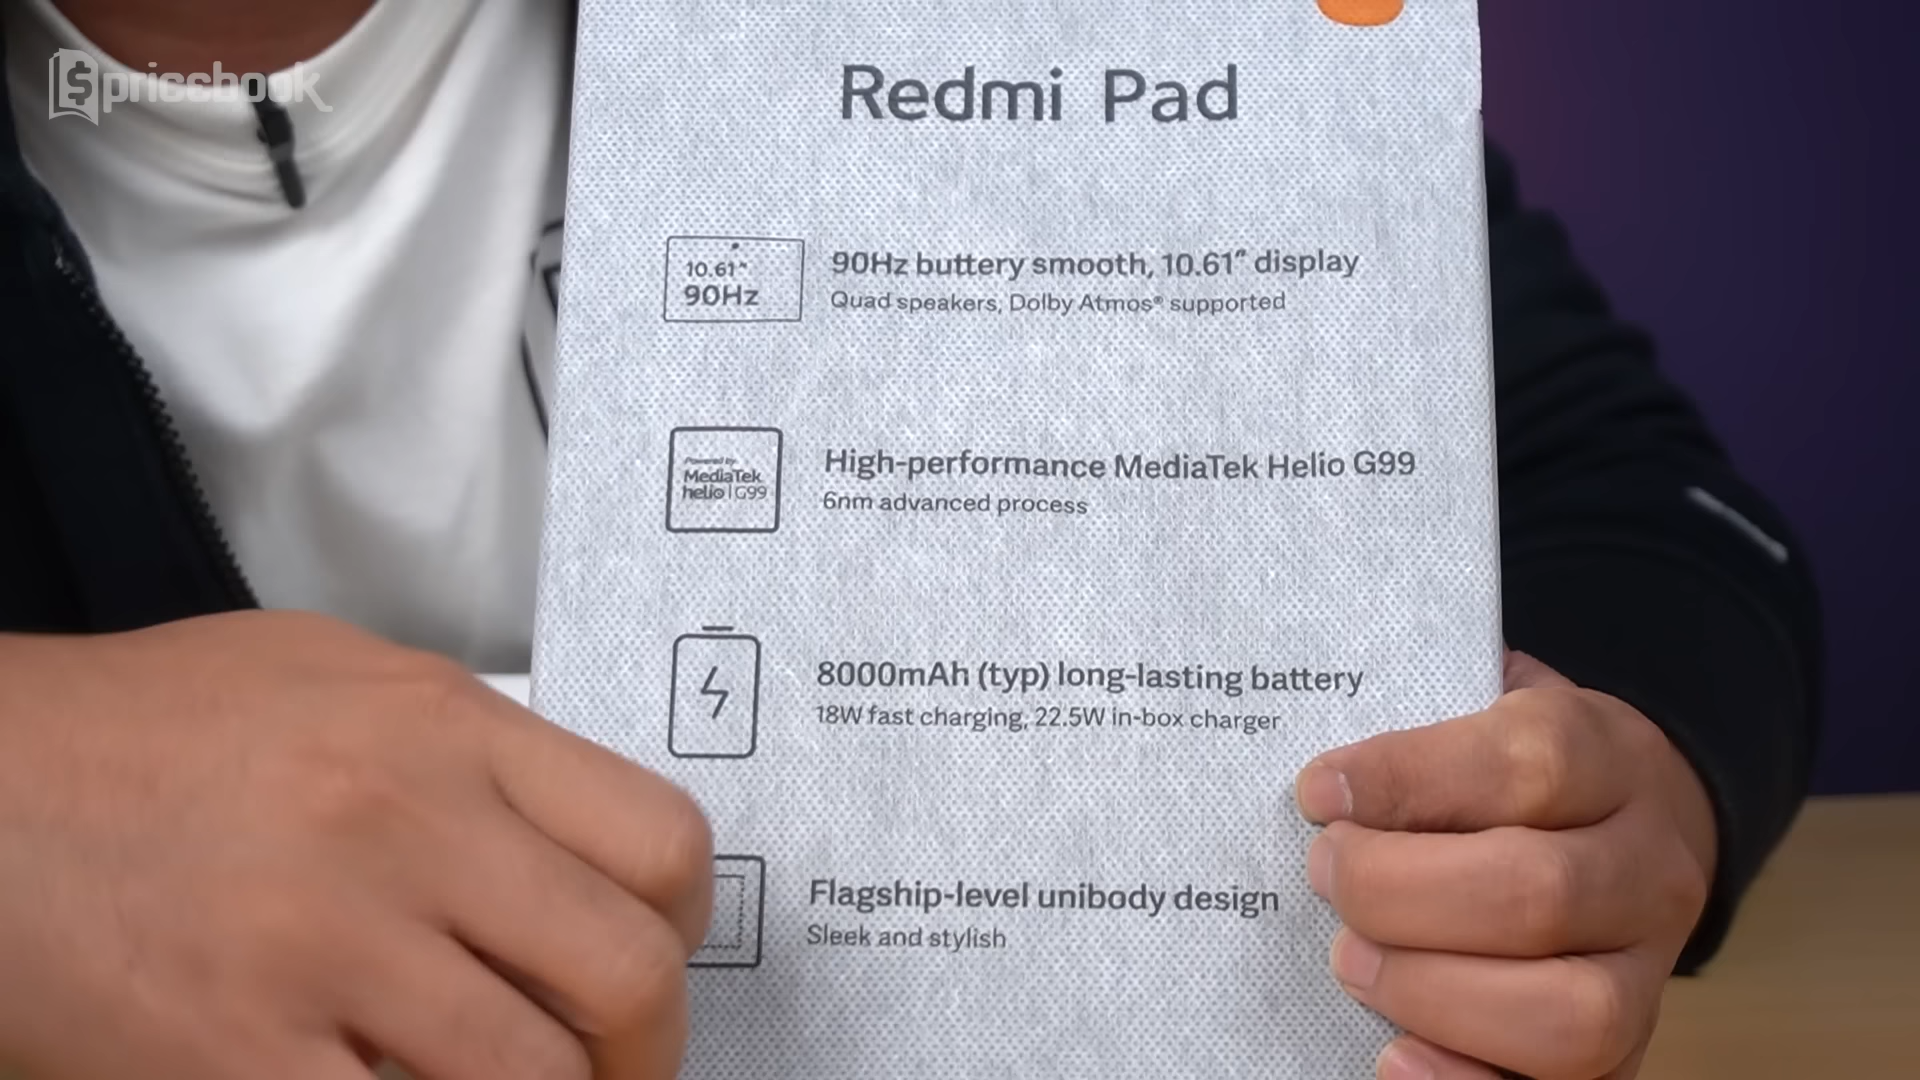 pricebook
Redmi Pad
10.61"
90Hz
90Hz buttery smooth, 10.61" display
Quad speakers, Dolby Atmos® supported
Powered by
MediaTek
helio | G99
High-performance MediaTek Helio G99
6nm advanced process
8000mAh (typ) long-lasting battery
18W fast charging, 22.5W in-box charger
Flagship-level unibody design
Sleek and stylish